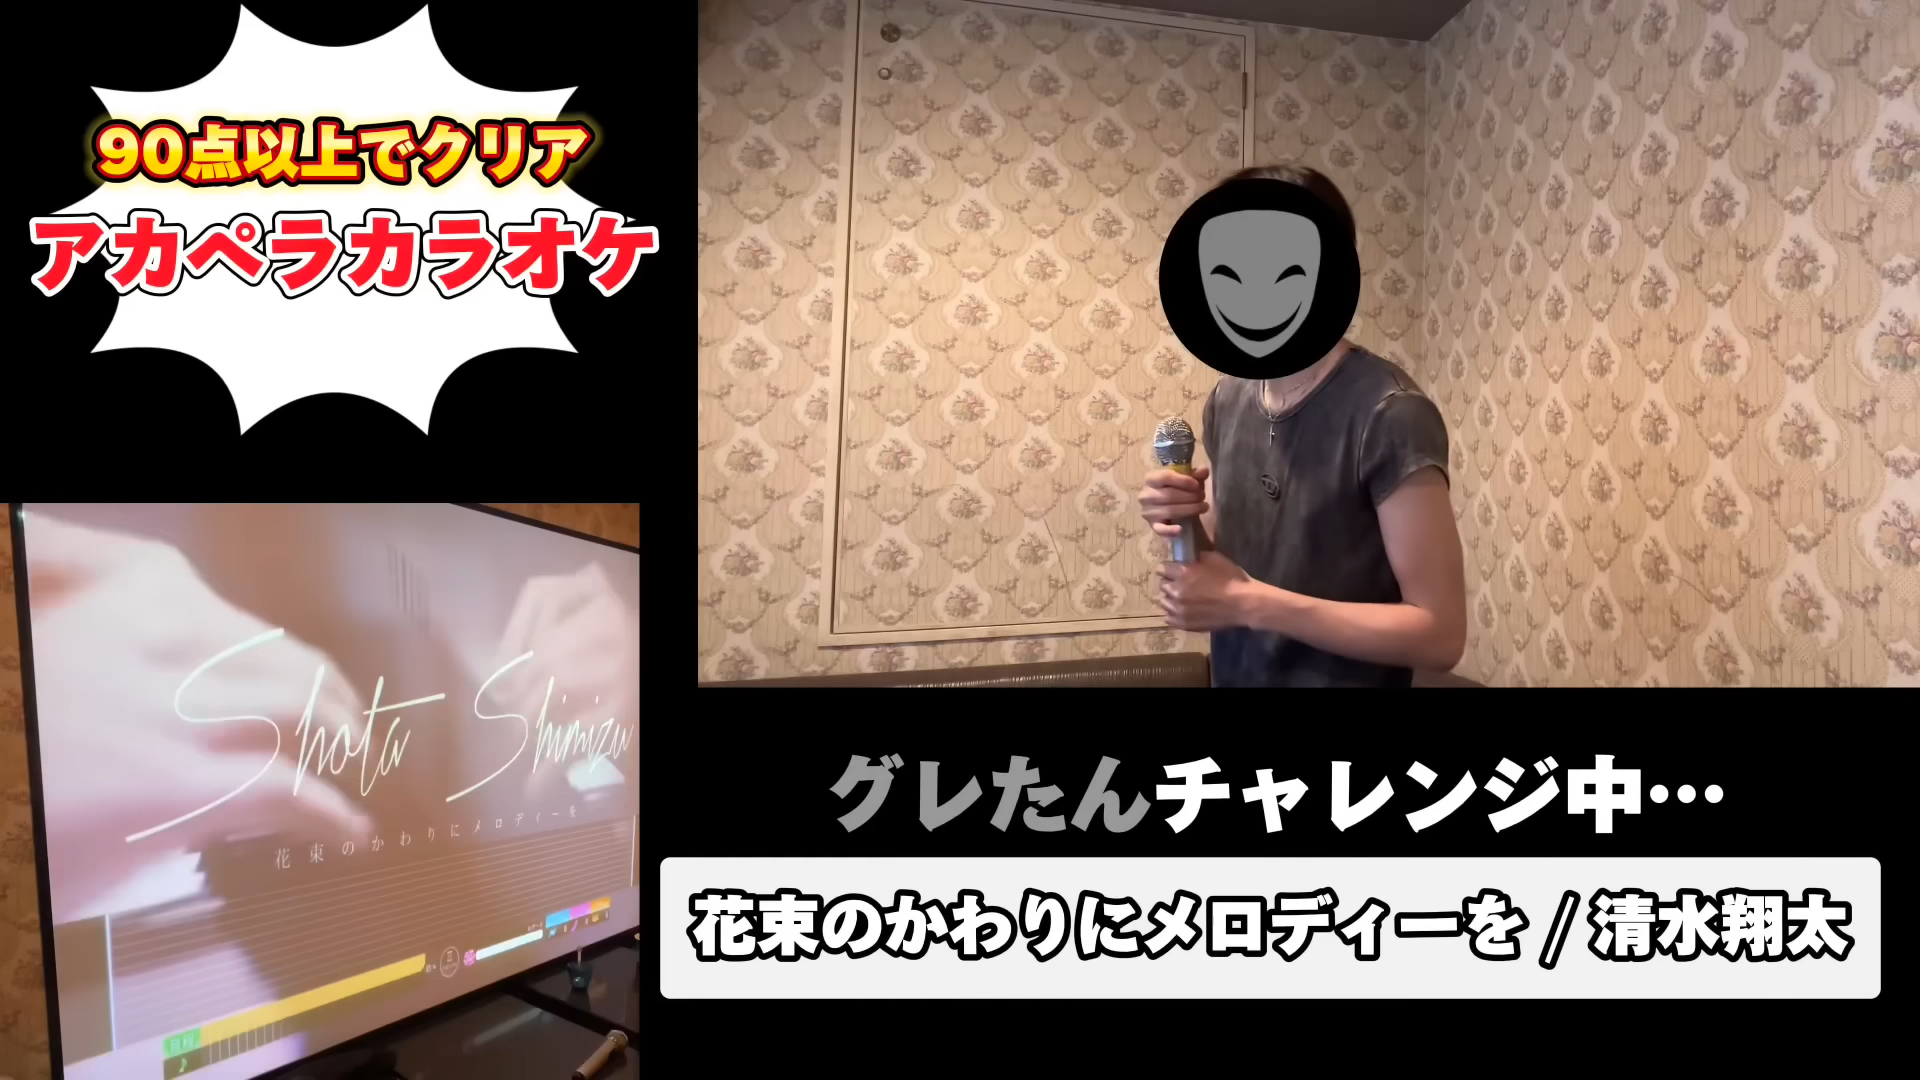 90点以上でクリア
アカペラカラオケ
Shota Shimizu
花束のかわりにメロディーを
グレたんチャレンジ中…
花束のかわりにメロディーを / 清水翔太